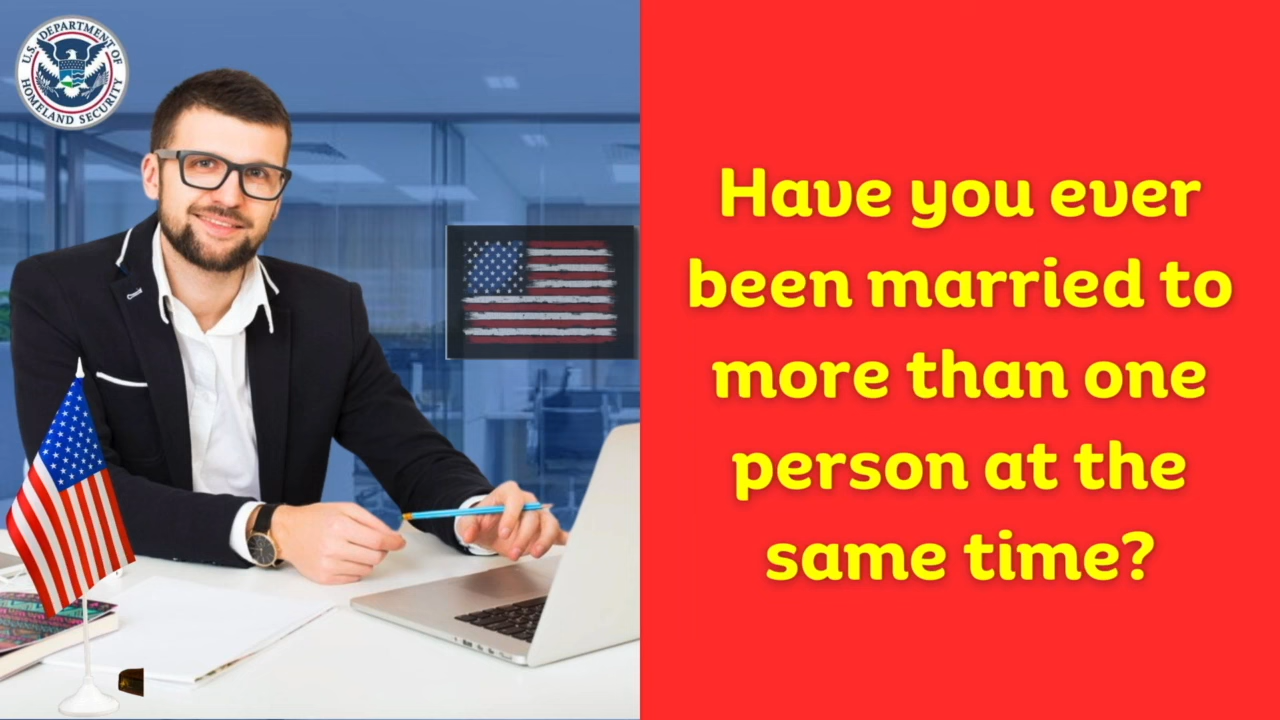 U.S. DEPARTMENT OF
HOMELAND SECURITY
Have you ever
been married to
more than one
person at the
same time?